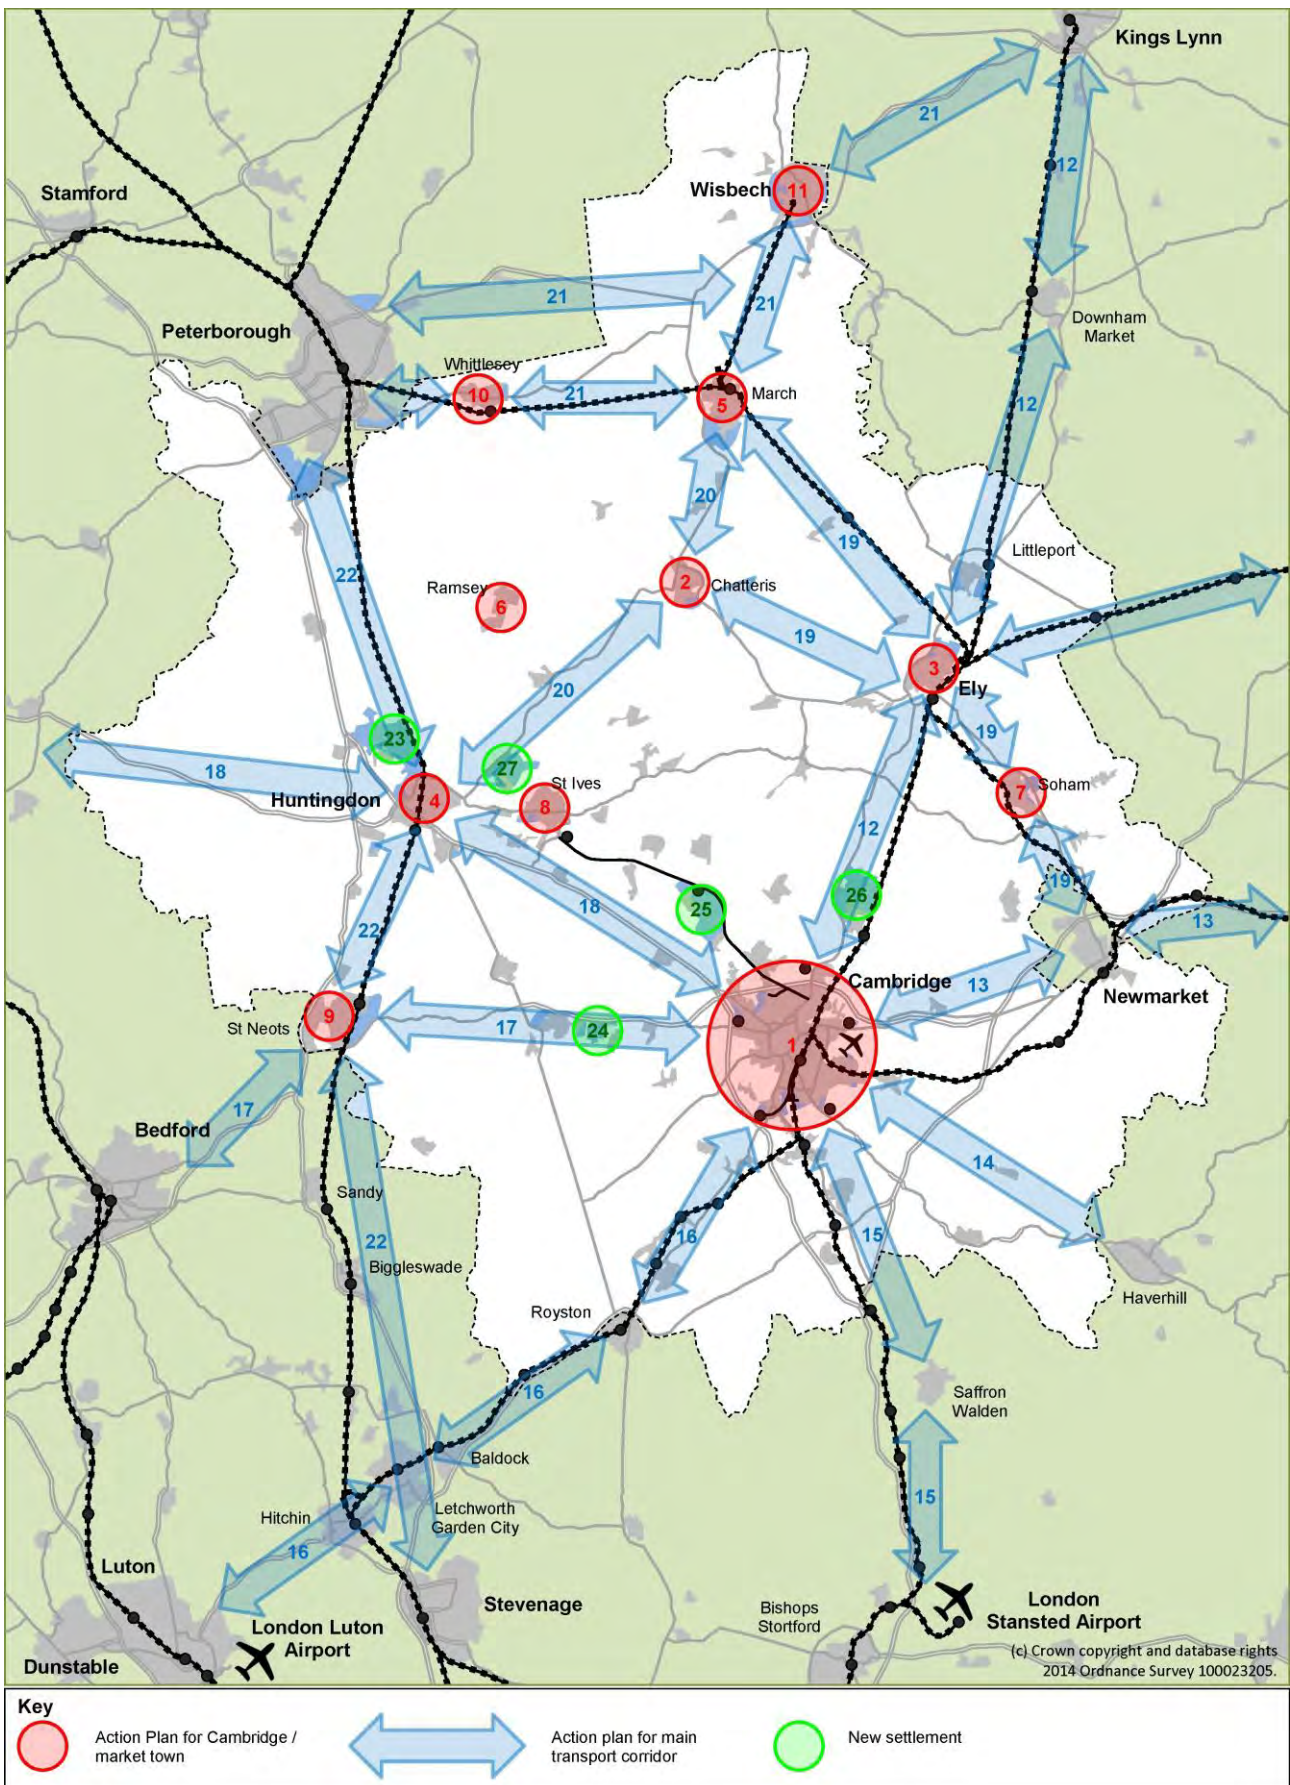 Kings Lynn
21
12
Stamford
Wisbech
11
21
21
Peterborough
Downham
Market
Whittlesey
10
21
5
March
12
20
19
Littleport
22
Ramsey
6
2
Chatteris
19
20
3
Ely
19
23
18
27
St Ives
Huntingdon
4
8
7
Soham
12
18
25
26
19
13
22
Cambridge
13
Newmarket
9
St Neots
17
24
1
17
Bedford
14
Sandy
16
15
22
Biggleswade
Royston
Haverhill
16
Saffron
Walden
Baldock
15
Hitchin
Letchworth
Garden City
16
Luton
Stevenage
Bishops
Stortford
London
Stansted Airport
London Luton
Airport
Dunstable
(c) Crown copyright and database rights
2014 Ordnance Survey 100023205.
Key
Action Plan for Cambridge /
market town
Action plan for main
transport corridor
New settlement